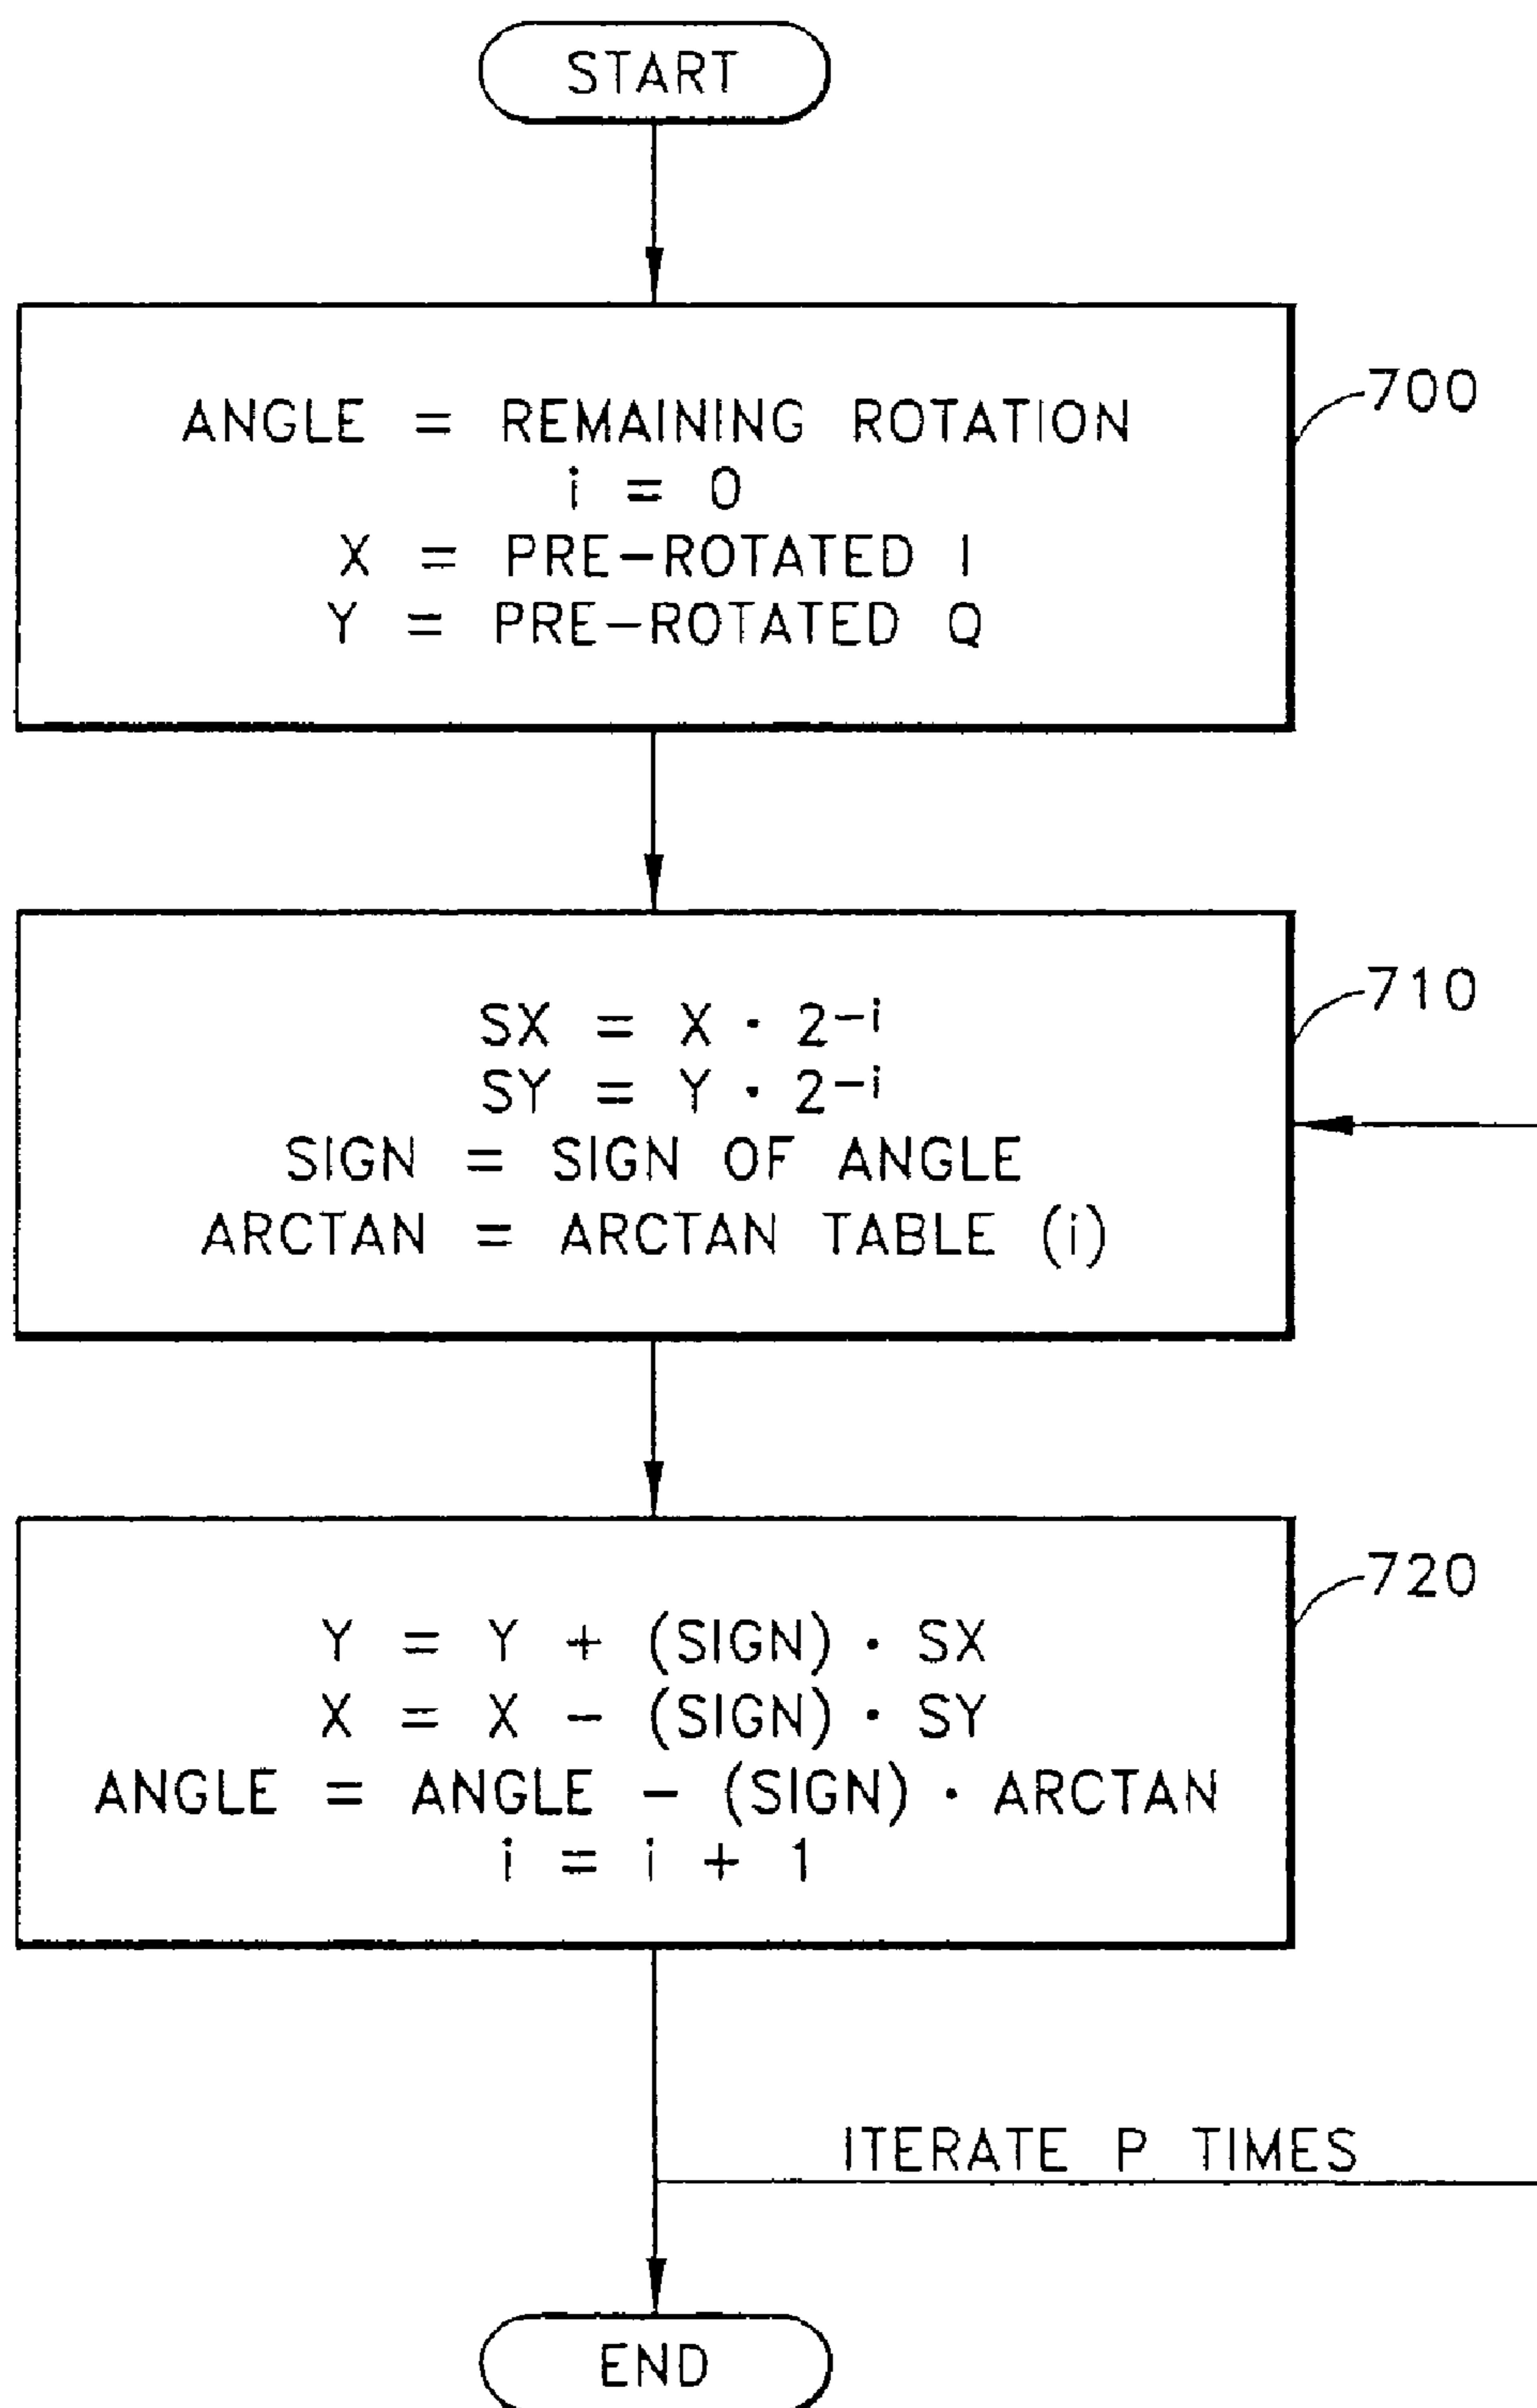 START
ANGLE = REMAINING ROTATION
i = 0
X = PRE-ROTATED I
Y = PRE-ROTATED Q
700
SX = X · 2⁻ⁱ
SY = Y · 2⁻ⁱ
SIGN = SIGN OF ANGLE
ARCTAN = ARCTAN TABLE (i)
710
Y = Y + (SIGN) · SX
X = X - (SIGN) · SY
ANGLE = ANGLE - (SIGN) · ARCTAN
i = i + 1
720
ITERATE P TIMES
END